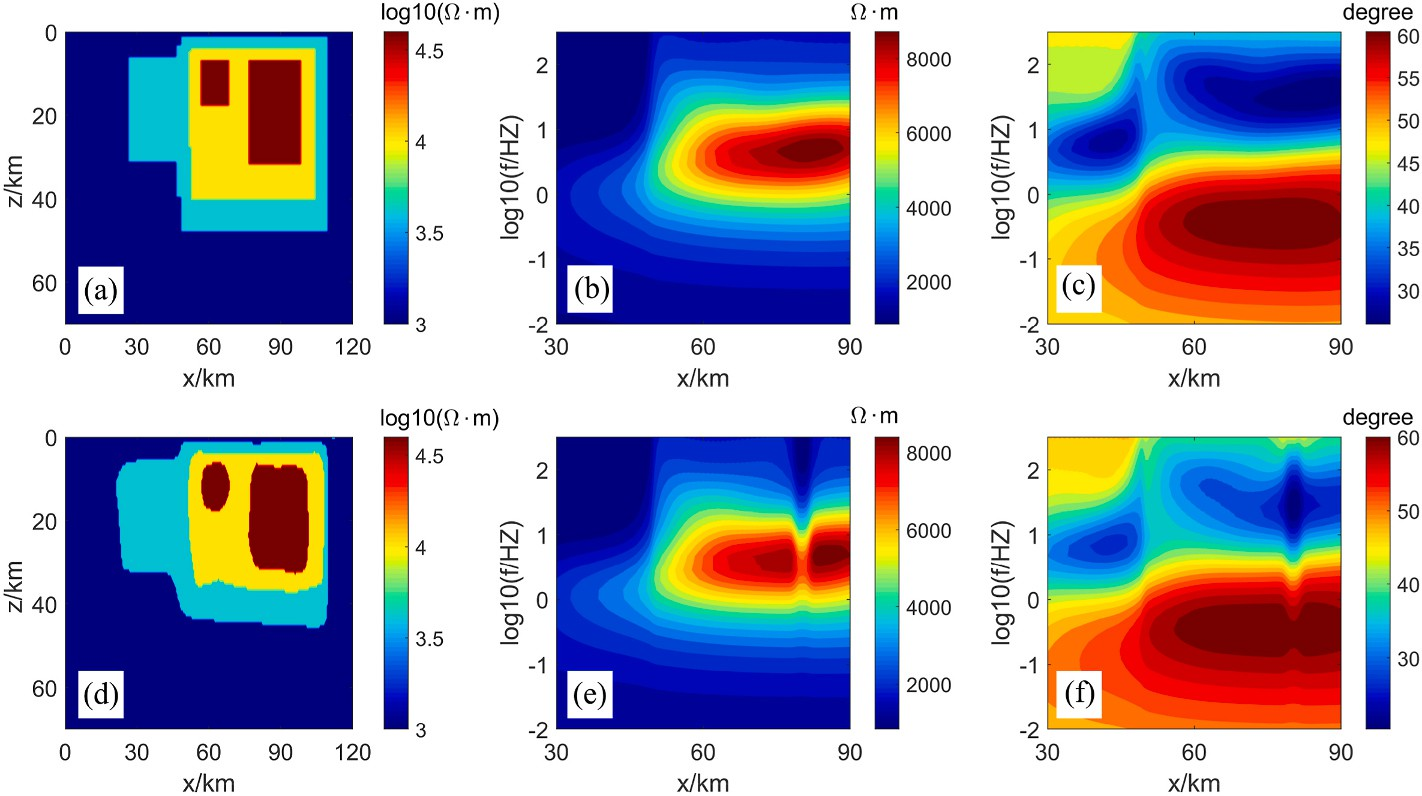 log10(Ω·m)
Ω·m
degree
0
20
40
60
z/km
(a)
0 30 60 90 120
x/km
4.5
4
3.5
3
2
1
0
-1
-2
log10(f/HZ)
(b)
30 60 90
x/km
8000
6000
4000
2000
2
1
0
-1
-2
log10(f/HZ)
(c)
30 60 90
x/km
60
55
50
45
40
35
30
log10(Ω·m)
Ω·m
degree
0
20
40
60
z/km
(d)
0 30 60 90 120
x/km
4.5
4
3.5
3
2
1
0
-1
-2
log10(f/HZ)
(e)
30 60 90
x/km
8000
6000
4000
2000
2
1
0
-1
-2
log10(f/HZ)
(f)
30 60 90
x/km
60
50
40
30